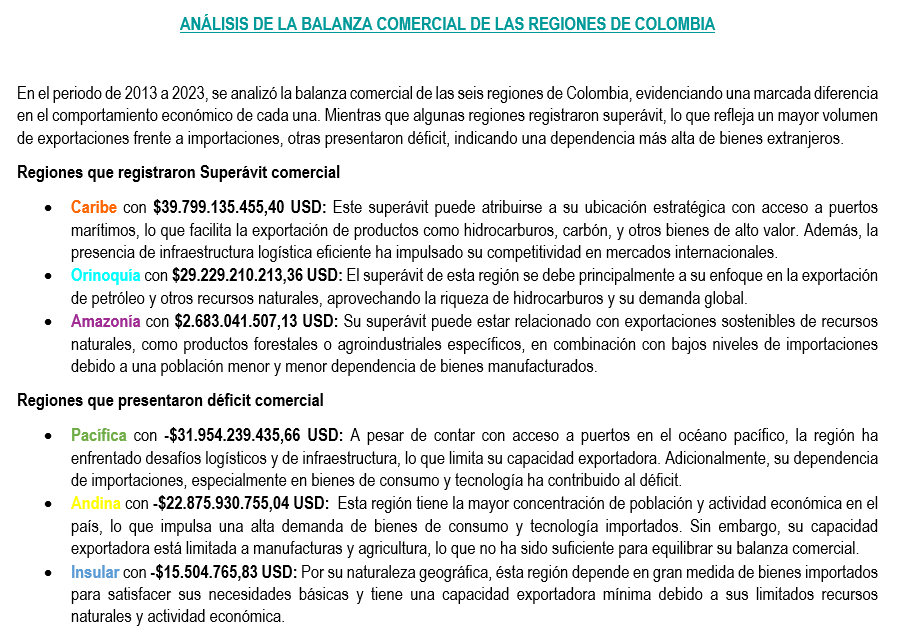 ANÁLISIS DE LA BALANZA COMERCIAL DE LAS REGIONES DE COLOMBIA
En el periodo de 2013 a 2023, se analizó la balanza comercial de las seis regiones de Colombia, evidenciando una marcada diferencia
en el comportamiento económico de cada una. Mientras que algunas regiones registraron superávit, lo que refleja un mayor volumen
de exportaciones frente a importaciones, otras presentaron déficit, indicando una dependencia más alta de bienes extranjeros.
Regiones que registraron Superávit comercial
• Caribe con $39.799.135.455,40 USD: Este superávit puede atribuirse a su ubicación estratégica con acceso a puertos
marítimos, lo que facilita la exportación de productos como hidrocarburos, carbón, y otros bienes de alto valor. Además, la
presencia de infraestructura logística eficiente ha impulsado su competitividad en mercados internacionales.
• Orinoquia con $29.229.210.213,36 USD: El superávit de esta región se debe principalmente a su enfoque en la exportación
de petróleo y otros recursos naturales, aprovechando la riqueza de hidrocarburos y su demanda global.
• Amazonía con $2.683.041.507,13 USD: Su superávit puede estar relacionado con exportaciones sostenibles de recursos
naturales, como productos forestales o agroindustriales específicos, en combinación con bajos niveles de importaciones
debido a una población menor y menor dependencia de bienes manufacturados.
Regiones que presentaron déficit comercial
• Pacífica con -$31.954.239.435,66 USD: A pesar de contar con acceso a puertos en el océano pacífico, la región ha
enfrentado desafíos logísticos y de infraestructura, lo que limita su capacidad exportadora. Adicionalmente, su dependencia
de importaciones, especialmente en bienes de consumo y tecnología ha contribuido al déficit.
• Andina con -$22.875.930.755,04 USD: Esta región tiene la mayor concentración de población y actividad económica en el
país, lo que impulsa una alta demanda de bienes de consumo y tecnología importados. Sin embargo, su capacidad
exportadora está limitada a manufacturas y agricultura, lo que no ha sido suficiente para equilibrar su balanza comercial.
• Insular con -$15.504.765,83 USD: Por su naturaleza geográfica, ésta región depende en gran medida de bienes importados
para satisfacer sus necesidades básicas y tiene una capacidad exportadora mínima debido a sus limitados recursos
naturales y actividad económica.